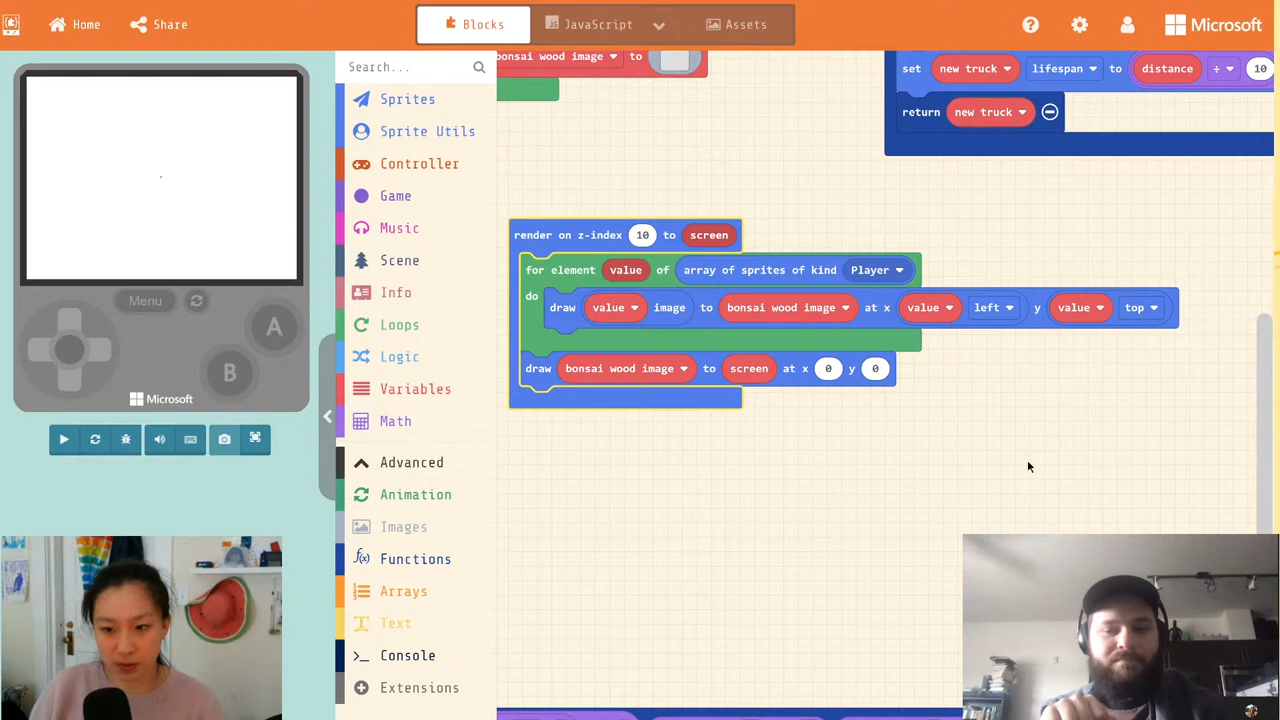 Home
Share
Blocks
JavaScript
Assets
Microsoft
Menu
A
B
Microsoft
Search...
Sprites
Sprite Utils
Controller
Game
Music
Scene
Info
Loops
Logic
Variables
Math
Advanced
Animation
Images
Functions
Arrays
Text
Console
Extensions
bonsai wood image to
set new truck lifespan to distance ÷ 10
return new truck
render on z-index 10 to screen
for element value of array of sprites of kind Player
do draw value image to bonsai wood image at x value left y value top
draw bonsai wood image to screen at x 0 y 0